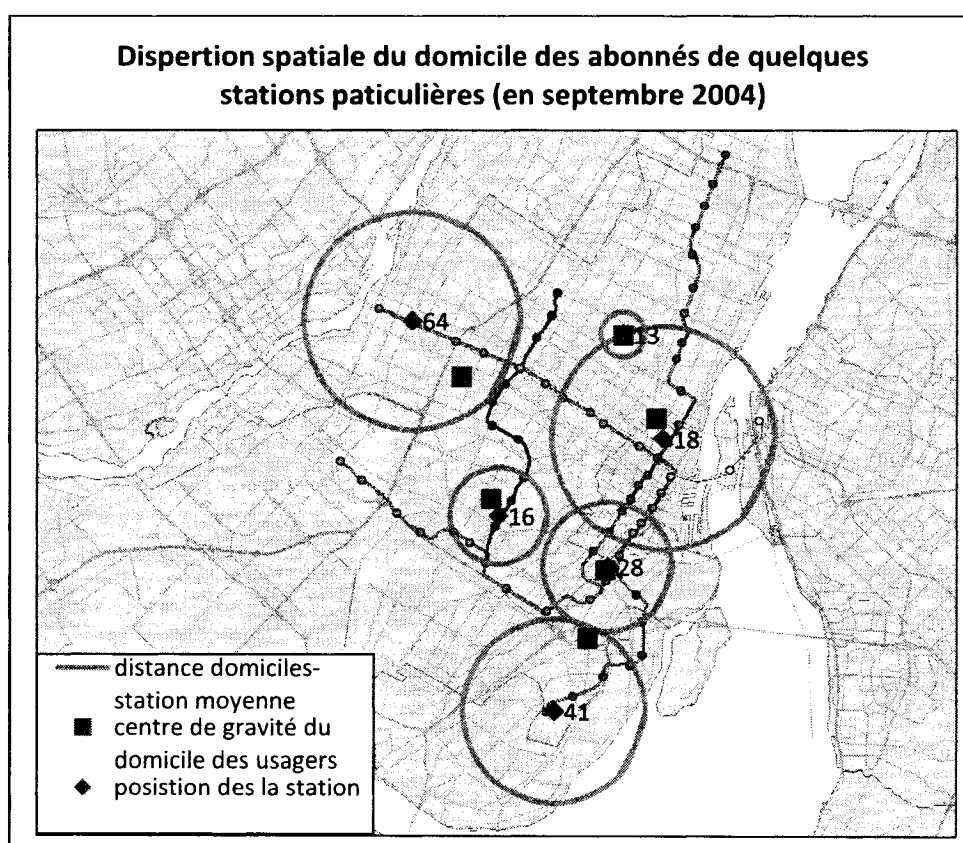 Dispertion spatiale du domicile des abonnés de quelques
stations paticulières (en septembre 2004)
64
13
18
16
28
41
distance domiciles-
station moyenne
centre de gravité du
domicile des usagers
posistion des la station